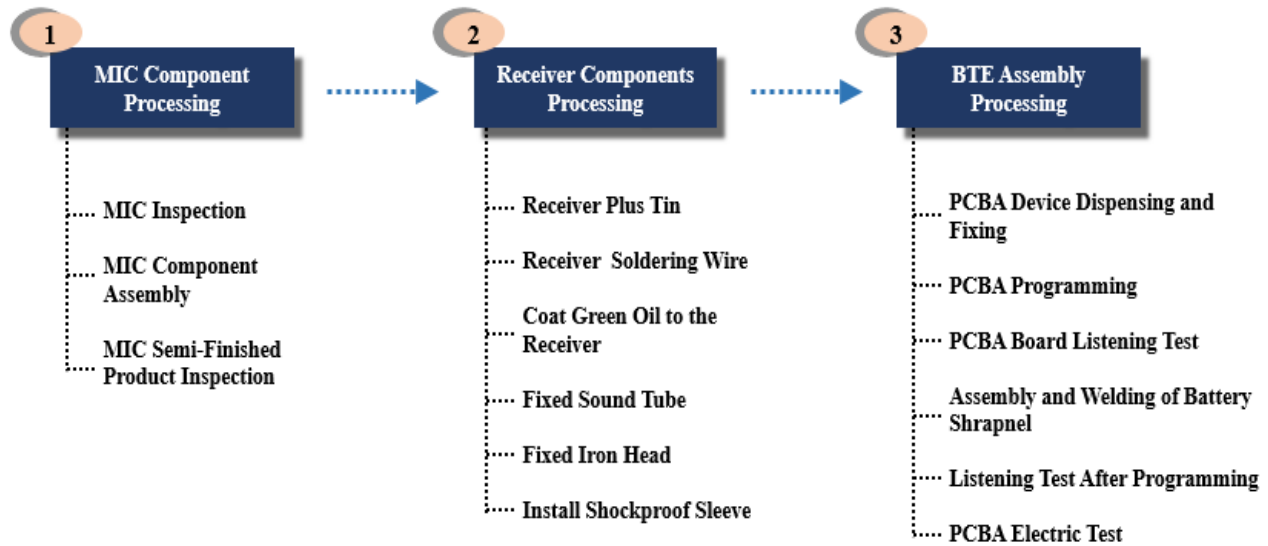 1
MIC Component
Processing
MIC Inspection
MIC Component
Assembly
MIC Semi-Finished
Product Inspection
2
Receiver Components
Processing
Receiver Plus Tin
Receiver Soldering Wire
Coat Green Oil to the
Receiver
Fixed Sound Tube
Fixed Iron Head
Install Shockproof Sleeve
3
BTE Assembly
Processing
PCBA Device Dispensing and
Fixing
PCBA Programming
PCBA Board Listening Test
Assembly and Welding of Battery
Shrapnel
Listening Test After Programming
PCBA Electric Test